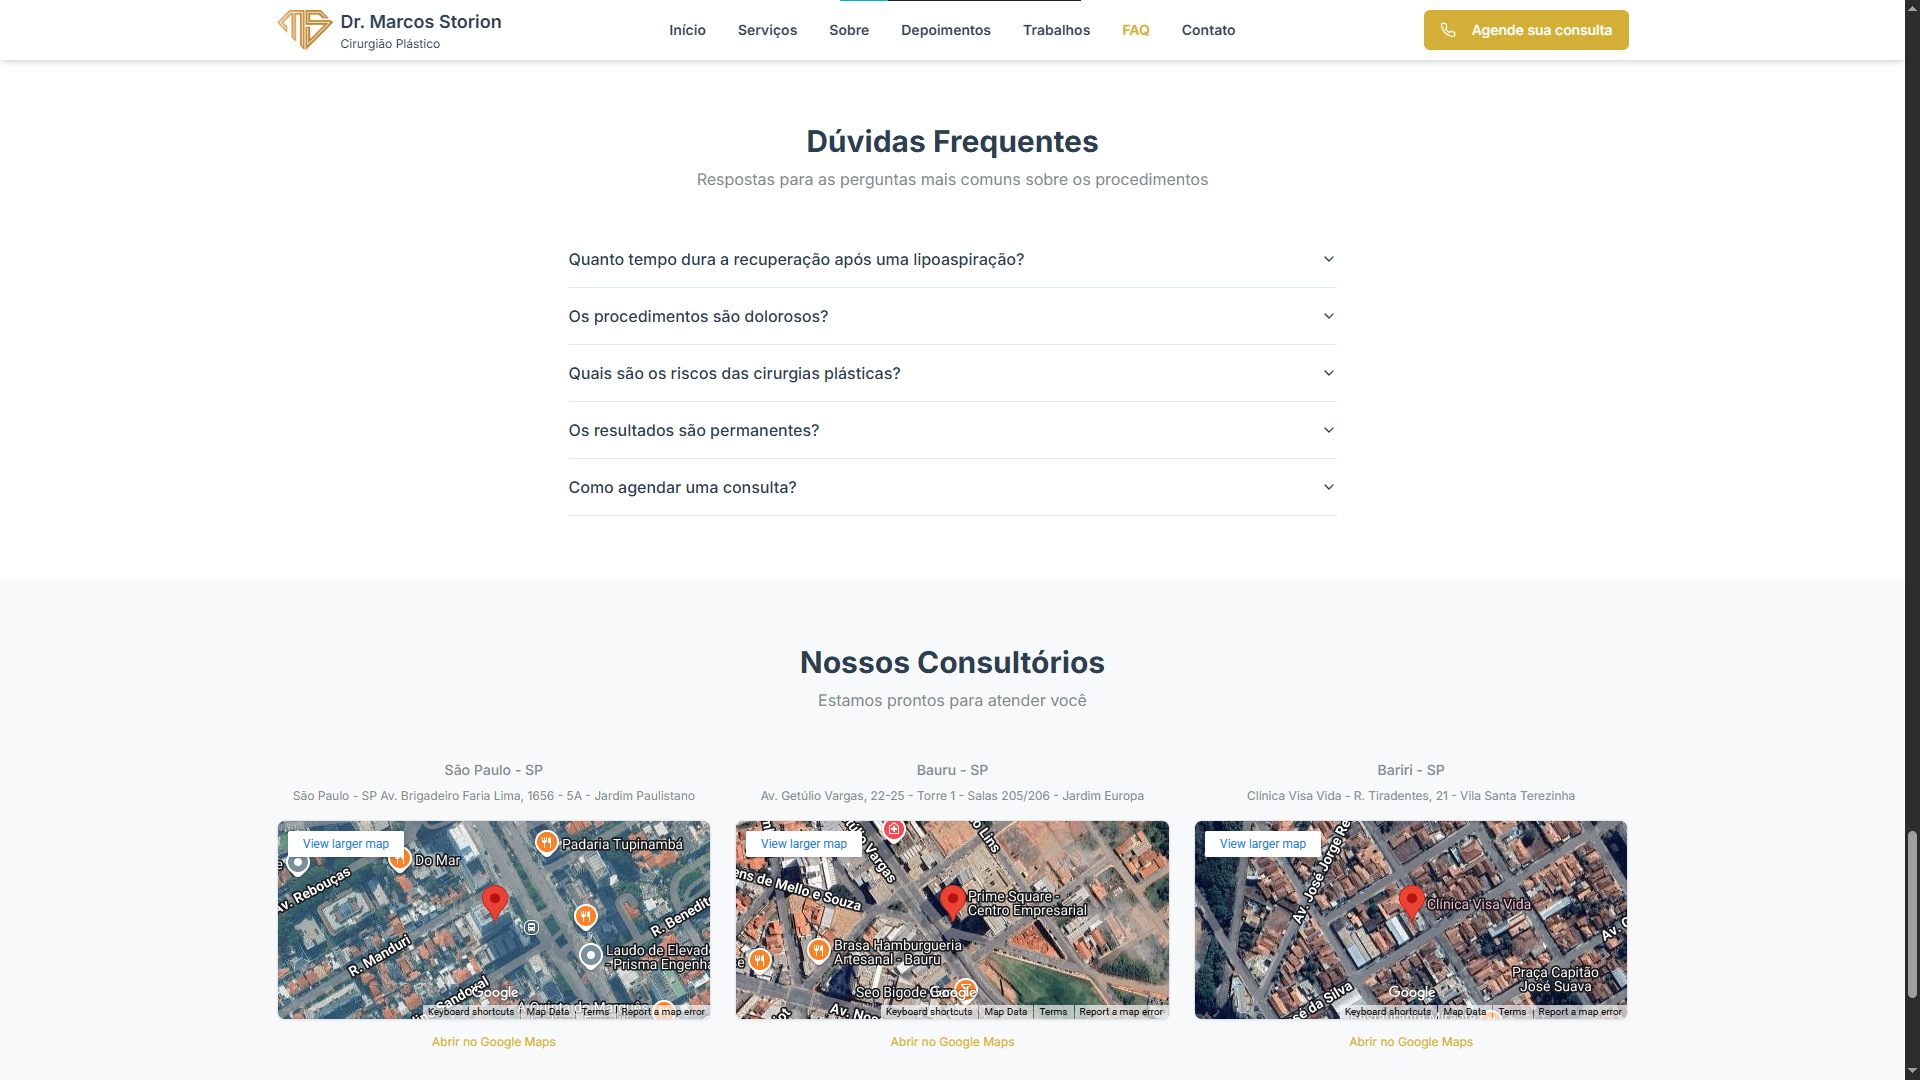 Dr. Marcos Storion
Cirurgião Plástico
Início
Serviços
Sobre
Depoimentos
Trabalhos
FAQ
Contato
Agende sua consulta
Dúvidas Frequentes
Respostas para as perguntas mais comuns sobre os procedimentos
Quanto tempo dura a recuperação após uma lipoaspiração?
Os procedimentos são dolorosos?
Quais são os riscos das cirurgias plásticas?
Os resultados são permanentes?
Como agendar uma consulta?
Nossos Consultórios
Estamos prontos para atender você
São Paulo - SP
São Paulo - SP Av. Brigadeiro Faria Lima, 1656 - 5A - Jardim Paulistano
View larger map
Do Mar
Padaria Tupinambá
Av. Rebouças
R. Benedito
R. Manduri
Laudo de Elevad
- Prisma Engenha
Sandoval
Google
Keyboard shortcuts
Map Data
Terms
Report a map error
Abrir no Google Maps
Bauru - SP
Av. Getúlio Vargas, 22-25 - Torre 1 - Salas 205/206 - Jardim Europa
View larger map
Vargas
Lins
ens de Mello e Souza
Prime Square -
Centro Empresarial
Brasa Hamburgueria
Artesanal - Bauru
Seo Bigode
Google
Keyboard shortcuts
Map Data
Terms
Report a map error
Abrir no Google Maps
Bariri - SP
Clínica Visa Vida - R. Tiradentes, 21 - Vila Santa Terezinha
View larger map
Av. José Jorge Re
Clínica Visa Vida
Praça Capitão
José Suava
sé da Silva
Google
Keyboard shortcuts
Map Data
Terms
Report a map error
Abrir no Google Maps